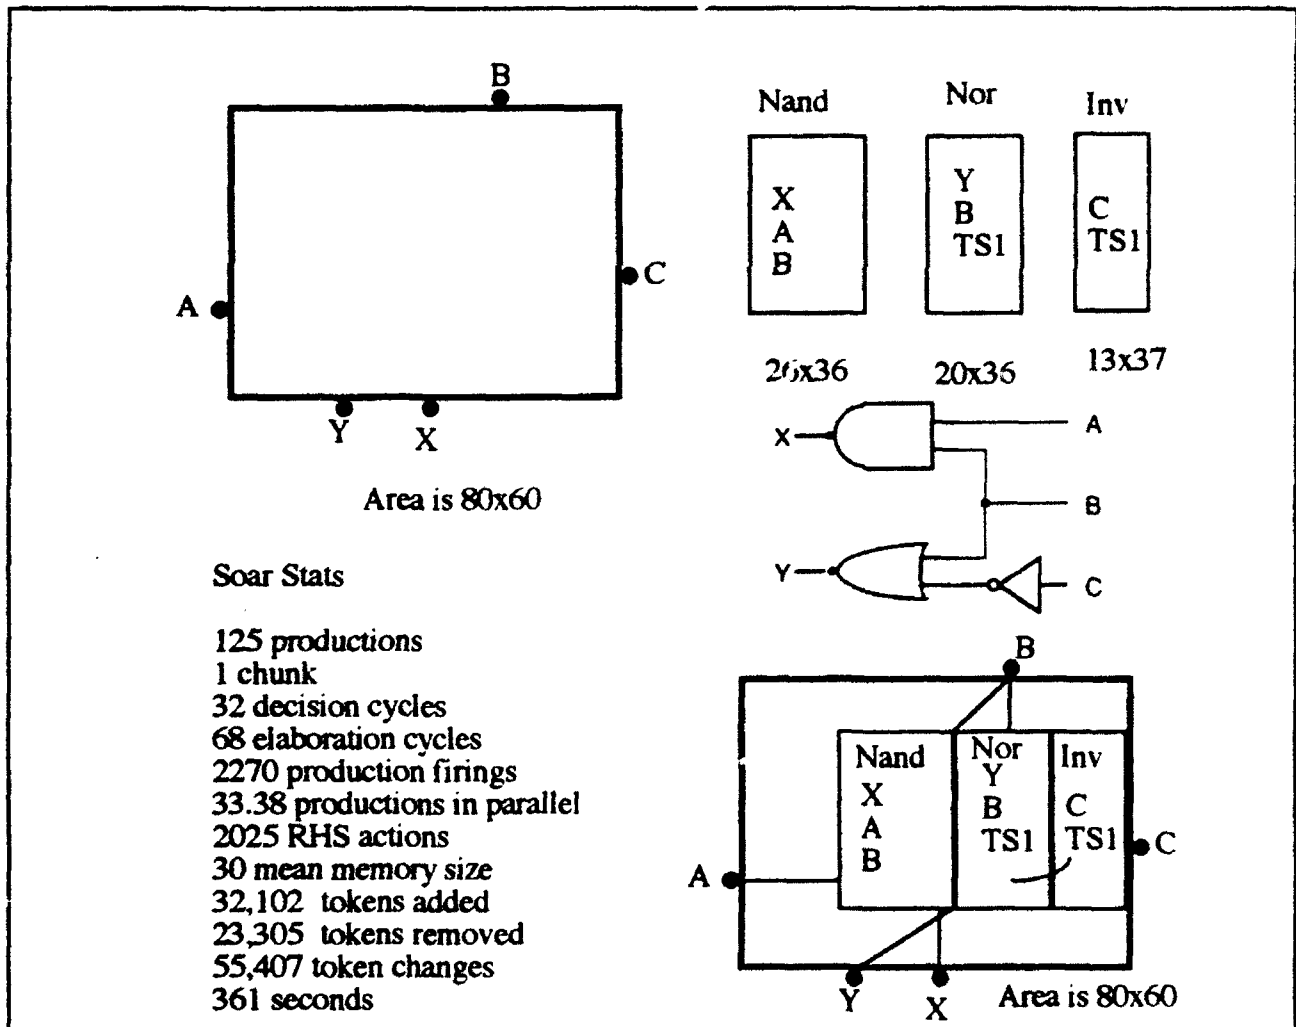 B
A
C
Y
X
Area is 80x60
Nand
Nor
Inv
X
A
B
Y
B
TS1
C
TS1
26x36
20x36
13x37
X
A
B
Y
C
Soar Stats
125 productions
1 chunk
32 decision cycles
68 elaboration cycles
2270 production firings
33.38 productions in parallel
2025 RHS actions
30 mean memory size
32,102 tokens added
23,305 tokens removed
55,407 token changes
361 seconds
B
Nand
X
A
B
Nor
Y
B
TS1
Inv
C
TS1
A
C
Y
X
Area is 80x60